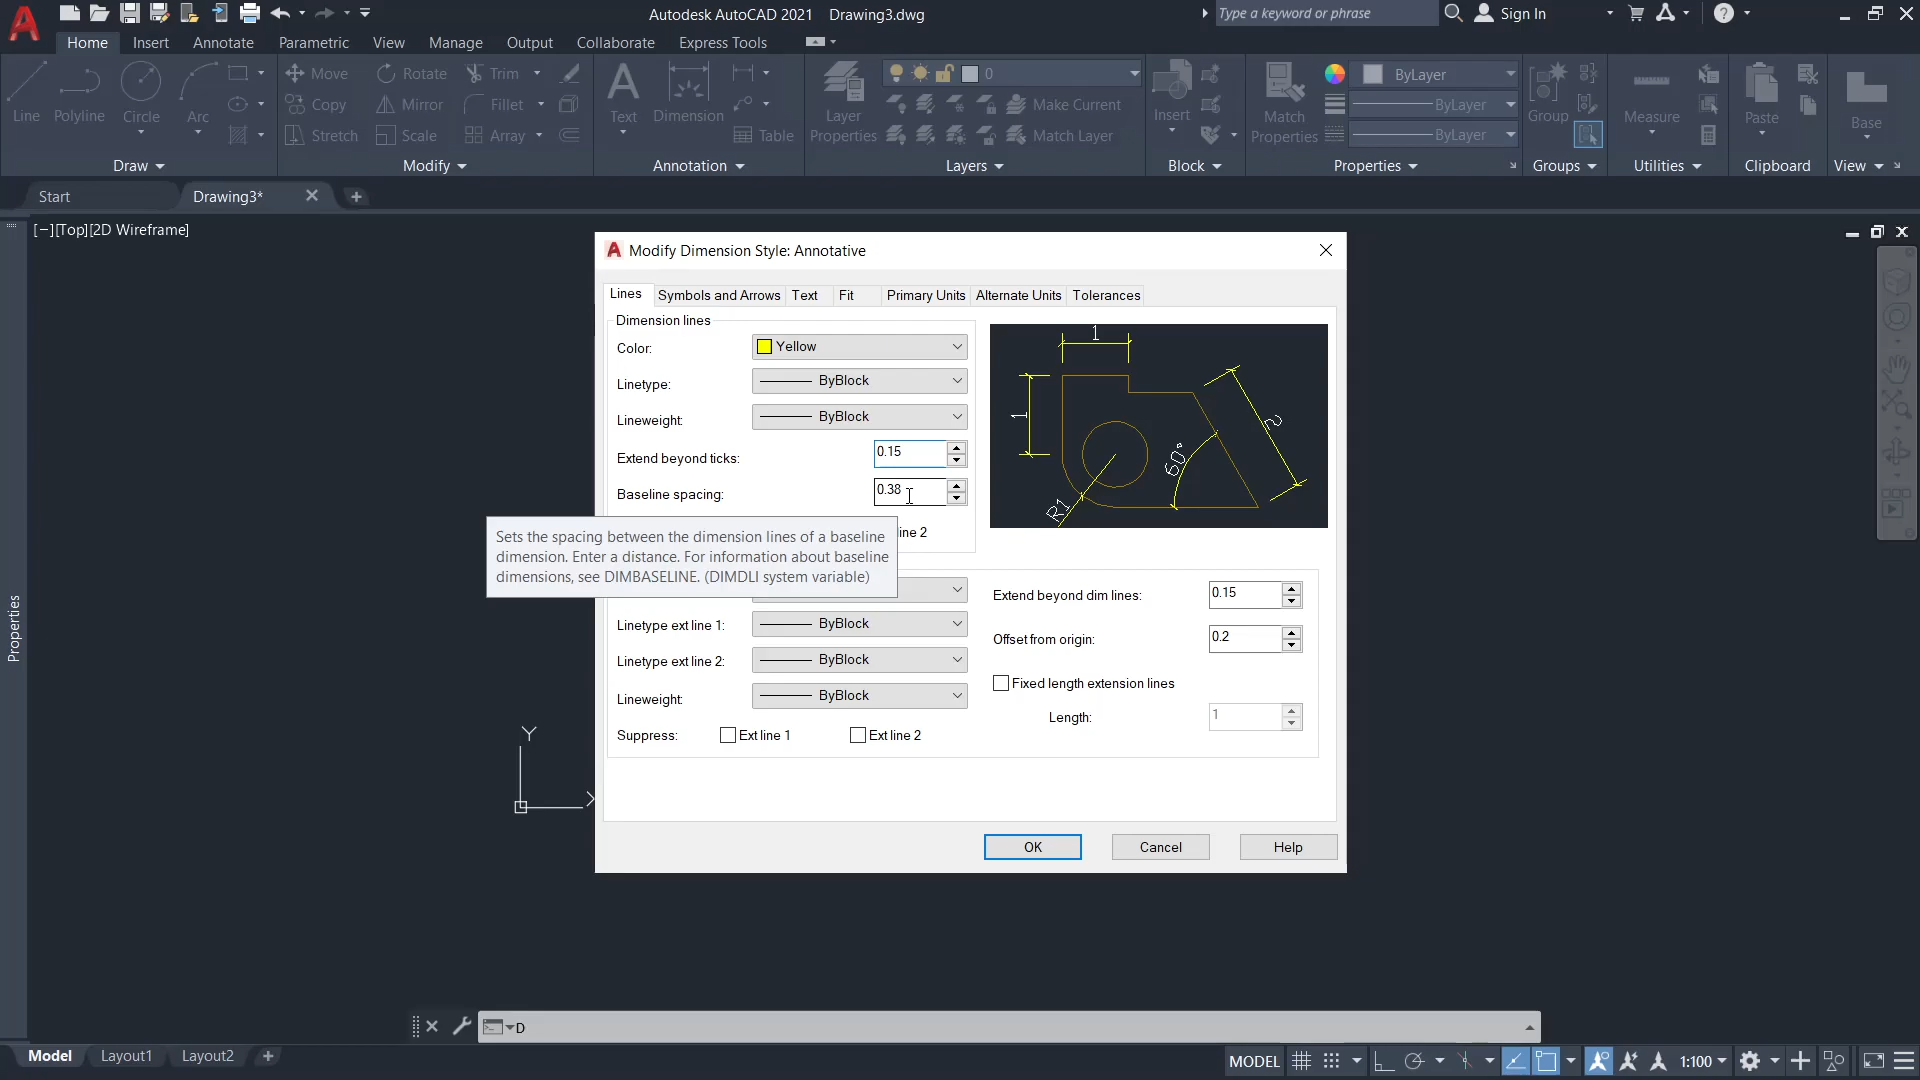 Autodesk AutoCAD 2021 Drawing3.dwg
Type a keyword or phrase
Sign In
Home Insert Annotate Parametric View Manage Output Collaborate Express Tools
Line Polyline Circle Arc
Draw
Move Rotate Trim
Copy Mirror Fillet
Stretch Scale Array
Modify
Text Dimension Table
Annotation
Layer Properties
0
Make Current
Match Layer
Layers
Insert
Block
Match Properties
ByLayer
ByLayer
ByLayer
Properties
Group
Groups
Measure
Utilities
Paste
Clipboard
Base
View
Start Drawing3*
[−][Top][2D Wireframe]
Properties
Modify Dimension Style: Annotative
Lines Symbols and Arrows Text Fit Primary Units Alternate Units Tolerances
Dimension lines
Color: Yellow
Linetype: ByBlock
Lineweight: ByBlock
Extend beyond ticks: 0.15
Baseline spacing: 0.38
line 2
Sets the spacing between the dimension lines of a baseline
dimension. Enter a distance. For information about baseline
dimensions, see DIMBASELINE. (DIMDLI system variable)
1
1
2
60°
R1
Linetype ext line 1: ByBlock
Linetype ext line 2: ByBlock
Lineweight: ByBlock
Suppress: Ext line 1 Ext line 2
Extend beyond dim lines: 0.15
Offset from origin: 0.2
Fixed length extension lines
Length: 1
OK Cancel Help
Y
X
D
Model Layout1 Layout2
MODEL 1:100